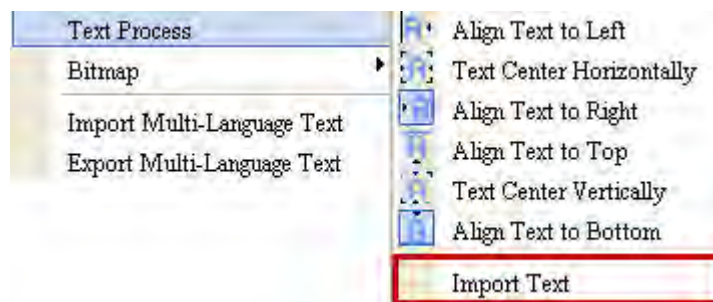 Text Process
Bitmap
Import Multi-Language Text
Export Multi-Language Text
Align Text to Left
Text Center Horizontally
Align Text to Right
Align Text to Top
Text Center Vertically
Align Text to Bottom
Import Text